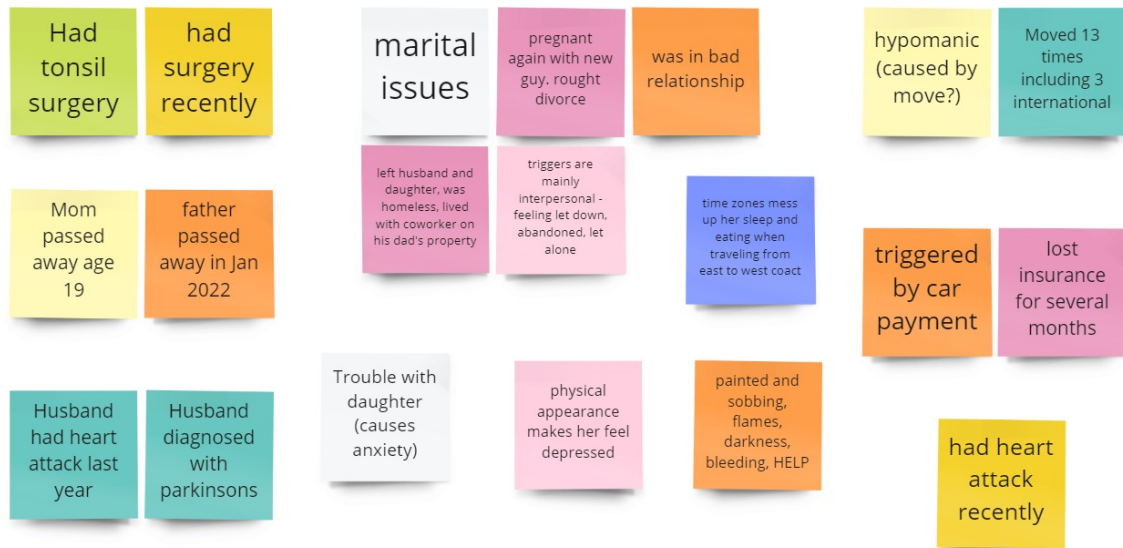 Had
tonsil
surgery
had
surgery
recently
marital
issues
pregnant
again with new
guy, rought
divorce
was in bad
relationship
hypomanic
(caused by
move?)
Moved 13
times
including 3
international
left husband and
daughter, was
homeless, lived
with coworker on
his dad's property
triggers are
mainly
interpersonal -
feeling let down,
abandoned, let
alone
time zones mess
up her sleep and
eating when
traveling from
east to west coact
Mom
passed
away age
19
father
passed
away in Jan
2022
triggered
by car
payment
lost
insurance
for several
months
Husband
had heart
attack last
year
Husband
diagnosed
with
parkinsons
Trouble with
daughter
(causes
anxiety)
physical
appearance
makes her feel
depressed
painted and
sobbing,
flames,
darkness,
bleeding, HELP
had heart
attack
recently